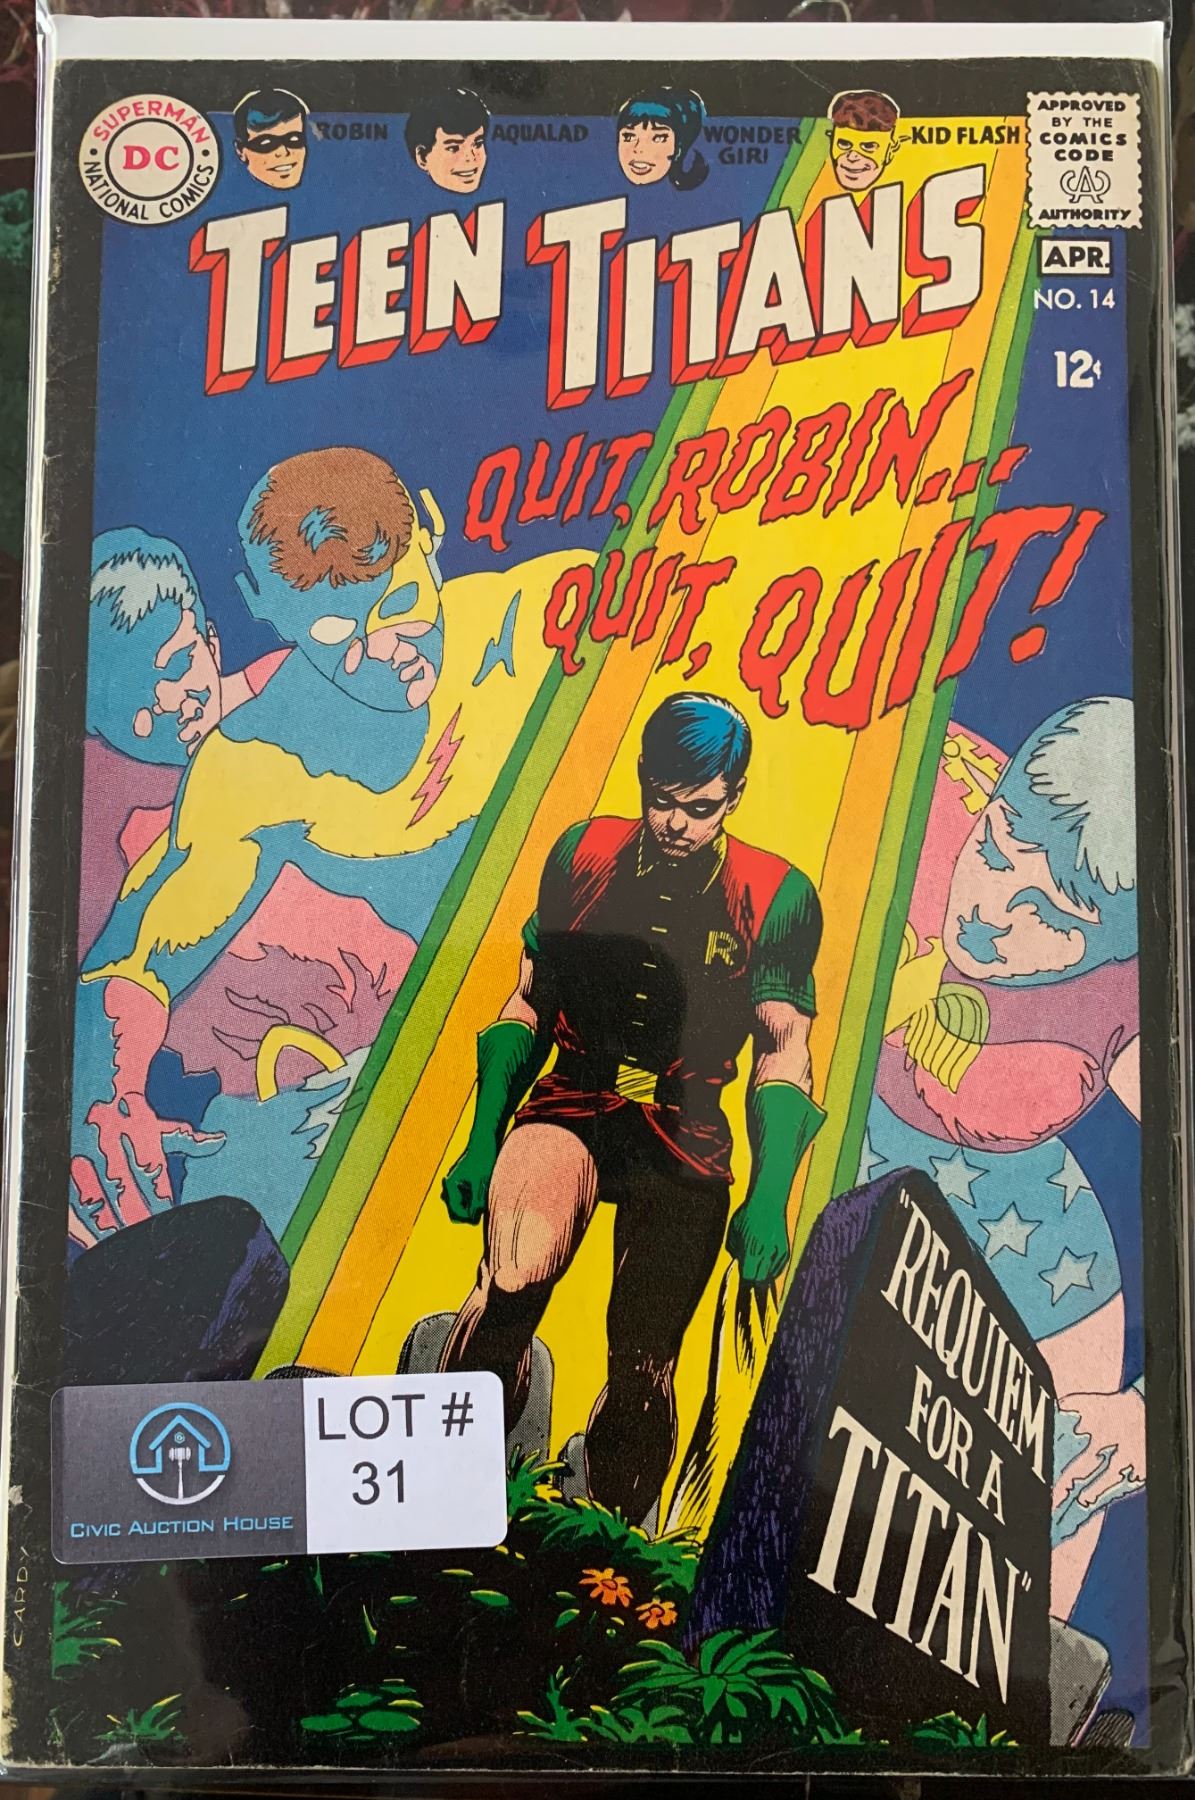 SUPERMAN
DC
NATIONAL COMICS
ROBIN
AQUALAD
WONDER
GIRL
KID FLASH
APPROVED
BY THE
COMICS
CODE
CA
AUTHORITY
TEEN TITANS
APR.
NO. 14
12¢
QUIT, ROBIN...
QUIT, QUIT!
R
"REQUIEM
FOR A
TITAN"
LOT #
31
CIVIC AUCTION HOUSE
CARDY